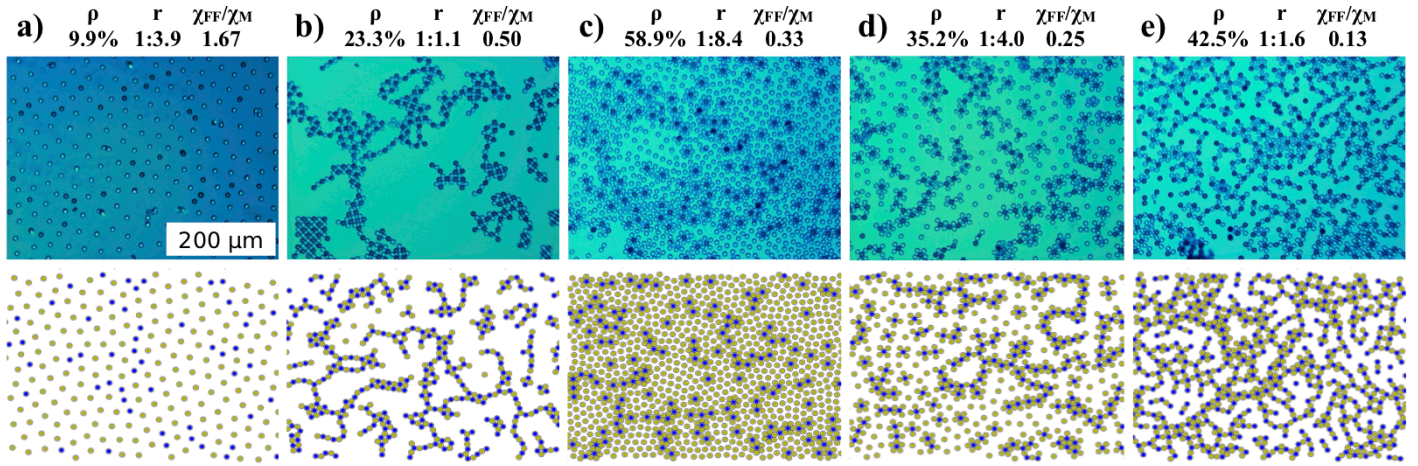 a) ρ r χFF/χM
9.9% 1:3.9 1.67
b) ρ r χFF/χM
23.3% 1:1.1 0.50
c) ρ r χFF/χM
58.9% 1:8.4 0.33
d) ρ r χFF/χM
35.2% 1:4.0 0.25
e) ρ r χFF/χM
42.5% 1:1.6 0.13
200 μm